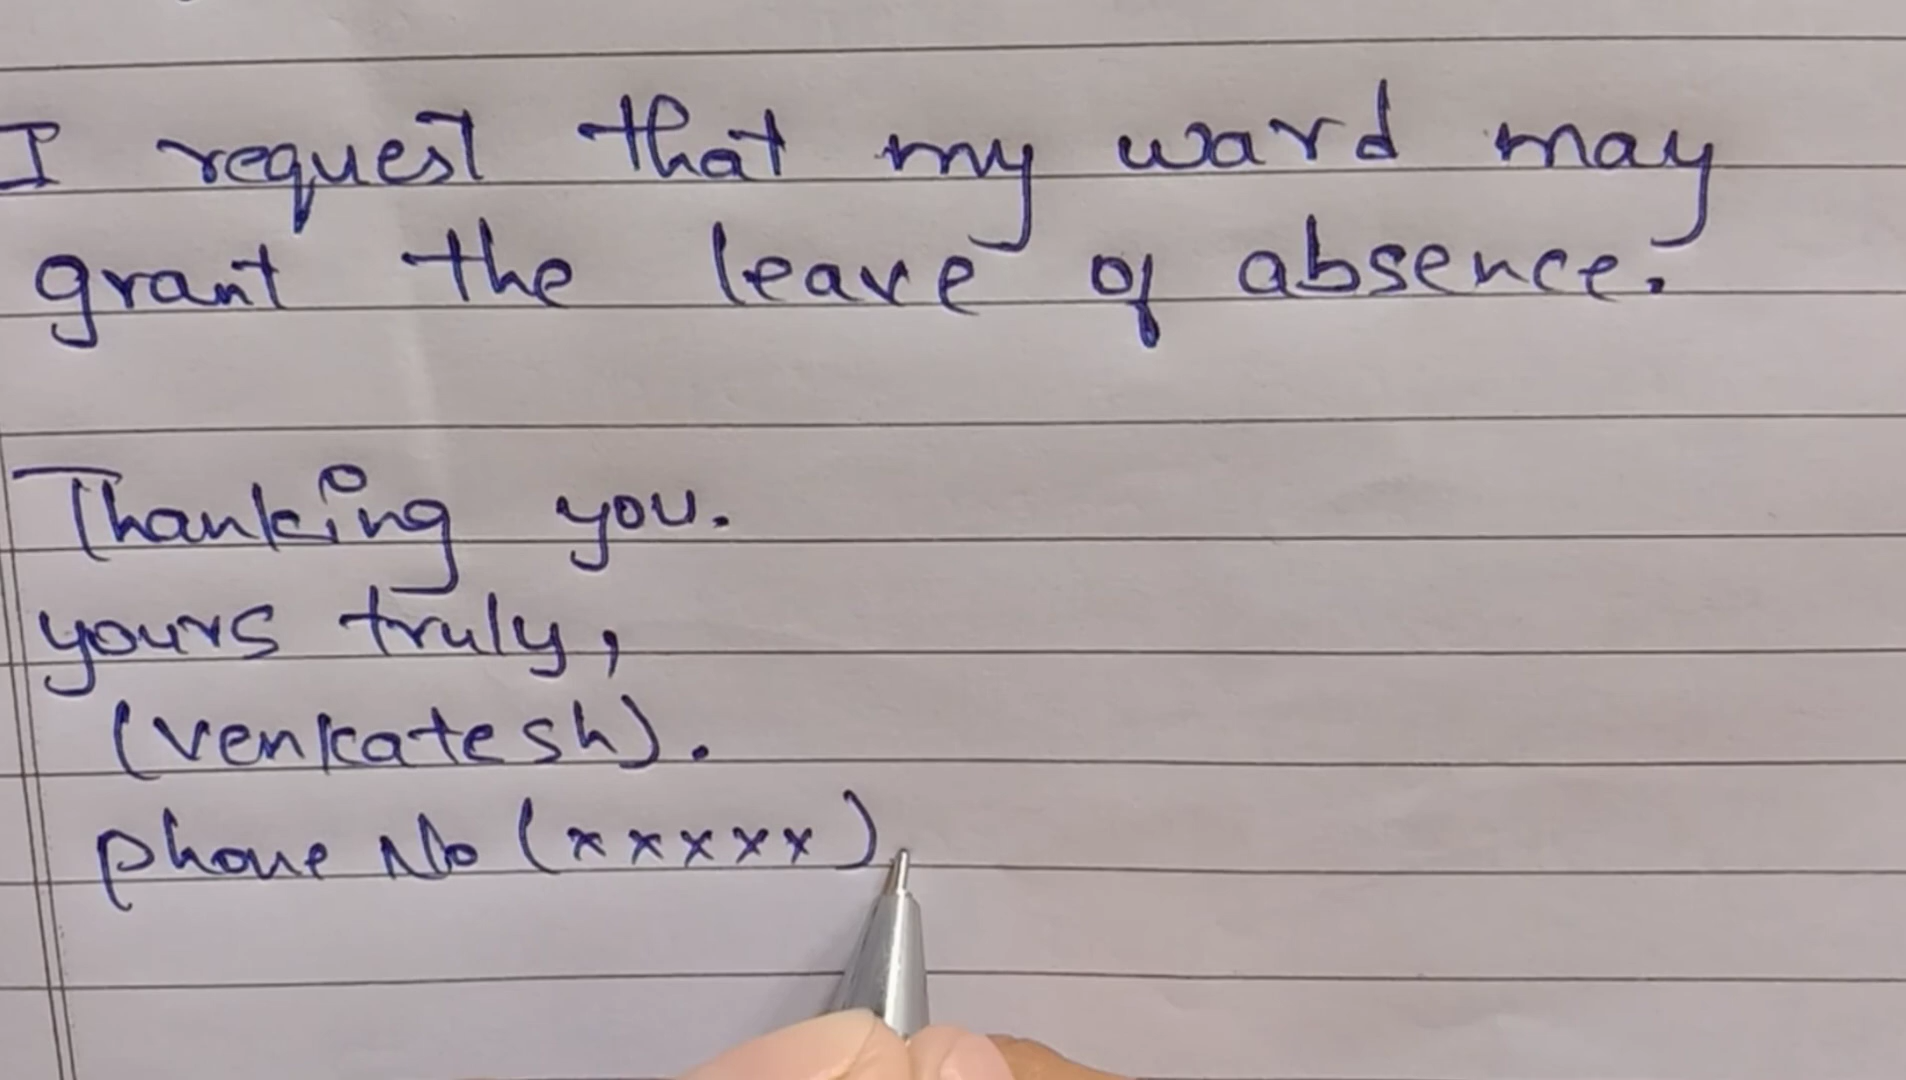 I request that my ward may
grant the leave of absence.
Thanking you.
yours truly,
(venkatesh).
phone No (xxxxx).